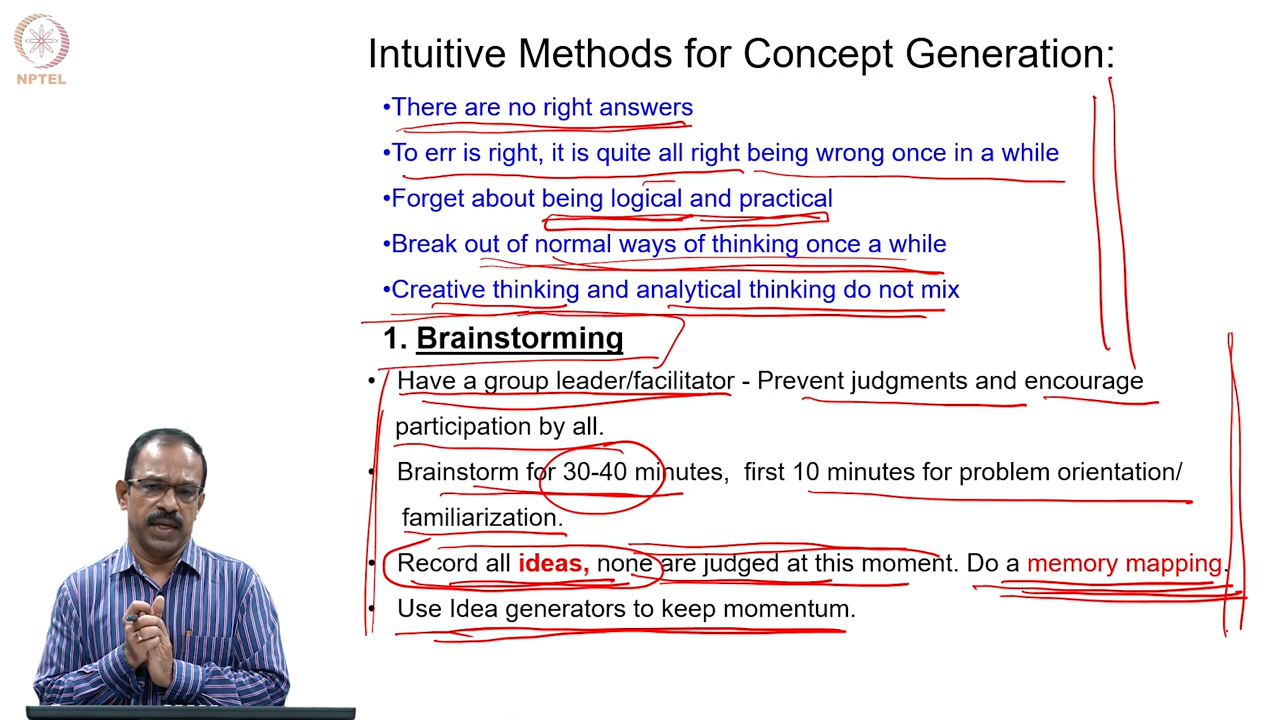 NPTEL
Intuitive Methods for Concept Generation:
•There are no right answers
•To err is right, it is quite all right being wrong once in a while
•Forget about being logical and practical
•Break out of normal ways of thinking once a while
•Creative thinking and analytical thinking do not mix
1. Brainstorming
• Have a group leader/facilitator - Prevent judgments and encourage
participation by all.
• Brainstorm for 30-40 minutes, first 10 minutes for problem orientation/
familiarization.
• Record all ideas, none are judged at this moment. Do a memory mapping.
• Use Idea generators to keep momentum.